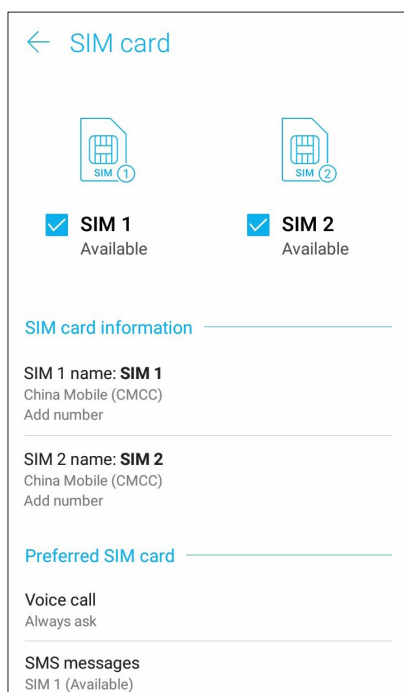 SIM card
SIM 1
SIM 2
SIM 1
Available
SIM 2
Available
SIM card information
SIM 1 name: SIM 1
China Mobile (CMCC)
Add number
SIM 2 name: SIM 2
China Mobile (CMCC)
Add number
Preferred SIM card
Voice call
Always ask
SMS messages
SIM 1 (Available)